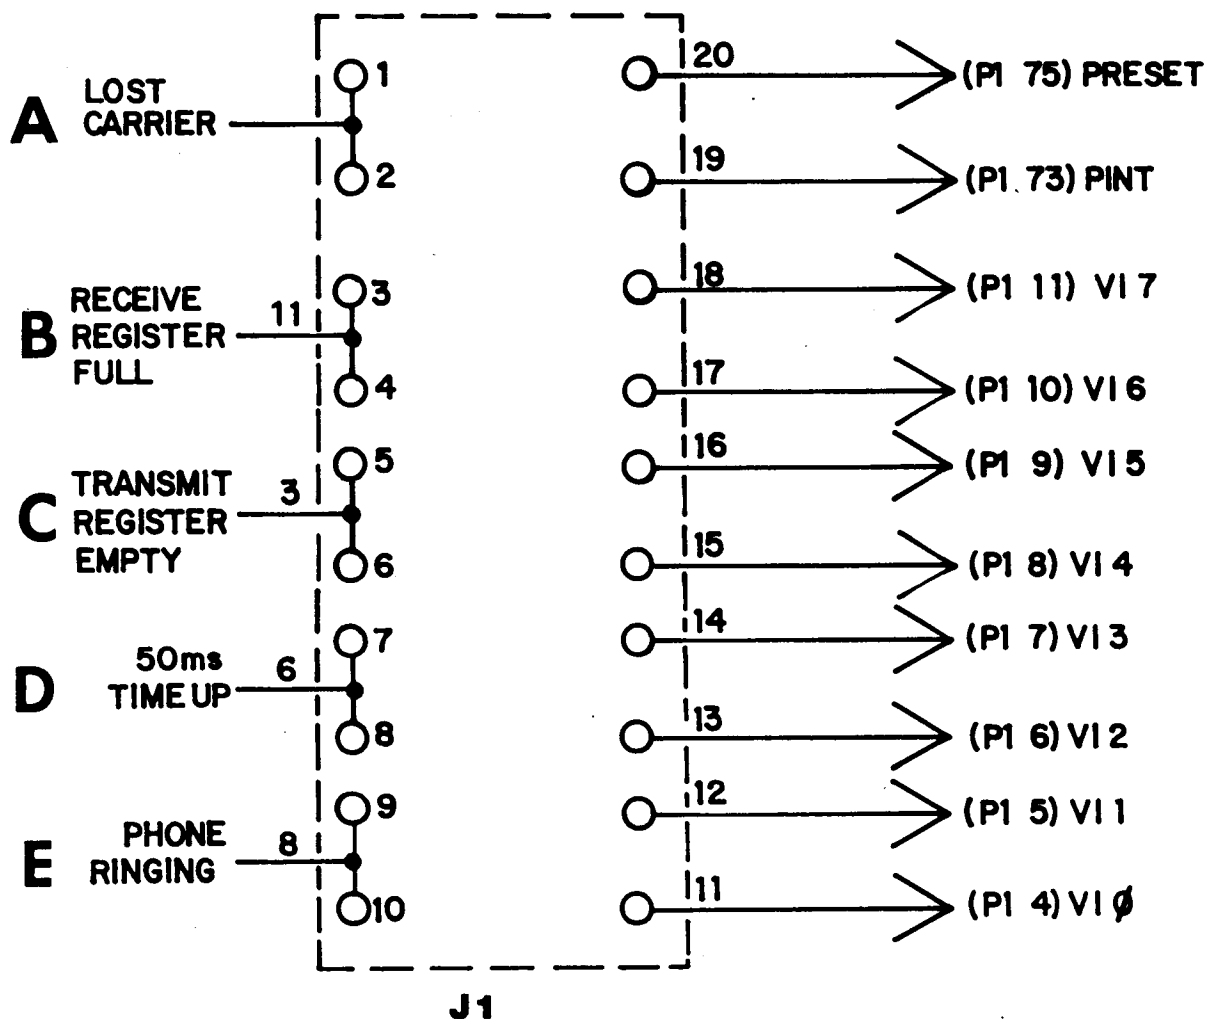 A
LOST
CARRIER
1
2
B
RECEIVE
REGISTER
FULL
11
3
4
C
TRANSMIT
REGISTER
EMPTY
3
5
6
D
50ms
TIME UP
6
7
8
E
PHONE
RINGING
8
9
10
20 (P1 75) PRESET
19 (P1 73) PINT
18 (P1 11) VI 7
17 (P1 10) VI 6
16 (P1 9) VI 5
15 (P1 8) VI 4
14 (P1 7) VI 3
13 (P1 6) VI 2
12 (P1 5) VI 1
11 (P1 4) VI Ø
J1